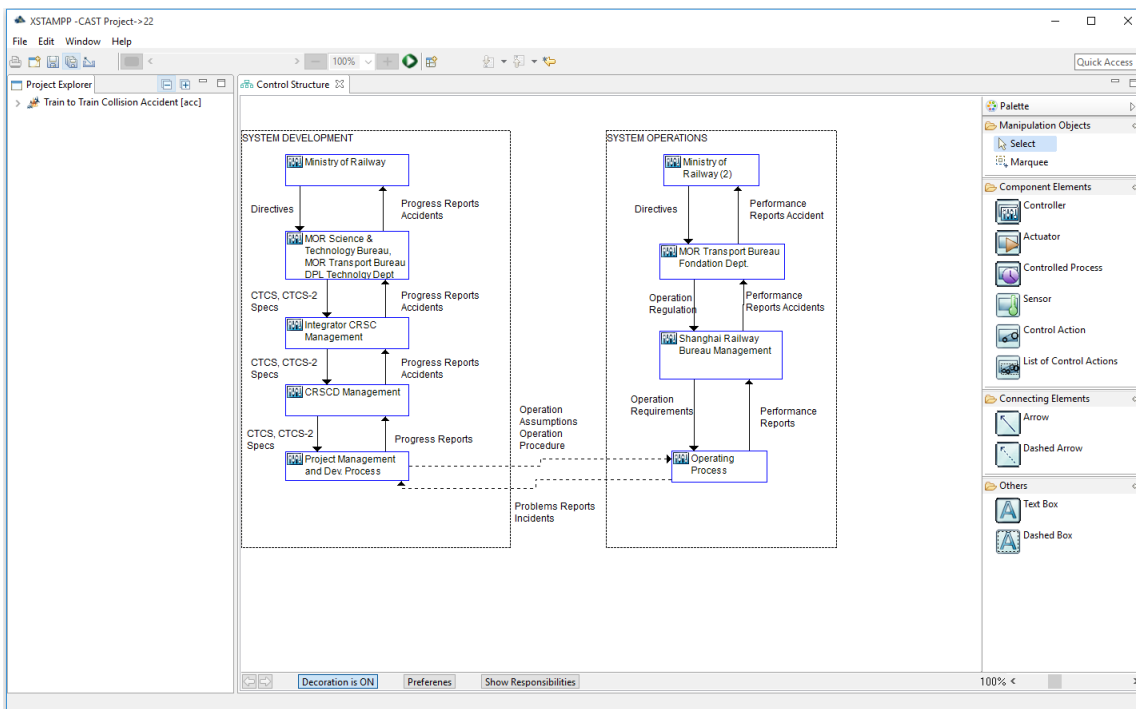 XSTAMPP -CAST Project->22
File Edit Window Help
100%
Quick Access
Project Explorer
Train to Train Collision Accident [acc]
Control Structure
SYSTEM DEVELOPMENT
Ministry of Railway
Directives
Progress Reports
Accidents
MOR Science &
Technology Bureau,
MOR Transport Bureau
DPL Technolgy Dept
CTCS, CTCS-2
Specs
Progress Reports
Accidents
Integrator CRSC
Management
CTCS, CTCS-2
Specs
Progress Reports
Accidents
CRSCD Management
CTCS, CTCS-2
Specs
Progress Reports
Project Management
and Dev. Process
Operation
Assumptions
Operation
Procedure
Problems Reports
Incidents
SYSTEM OPERATIONS
Ministry of
Railway (2)
Directives
Performance
Reports Accident
MOR Transport Bureau
Fondation Dept.
Operation
Regulation
Performance
Reports Accidents
Shanghai Railway
Bureau Management
Operation
Requirements
Performance
Reports
Operating
Process
Palette
Manipulation Objects
Select
Marquee
Component Elements
Controller
Actuator
Controlled Process
Sensor
Control Action
List of Control Actions
Connecting Elements
Arrow
Dashed Arrow
Others
Text Box
Dashed Box
Decoration is ON
Preferenes
Show Responsibilities
100%